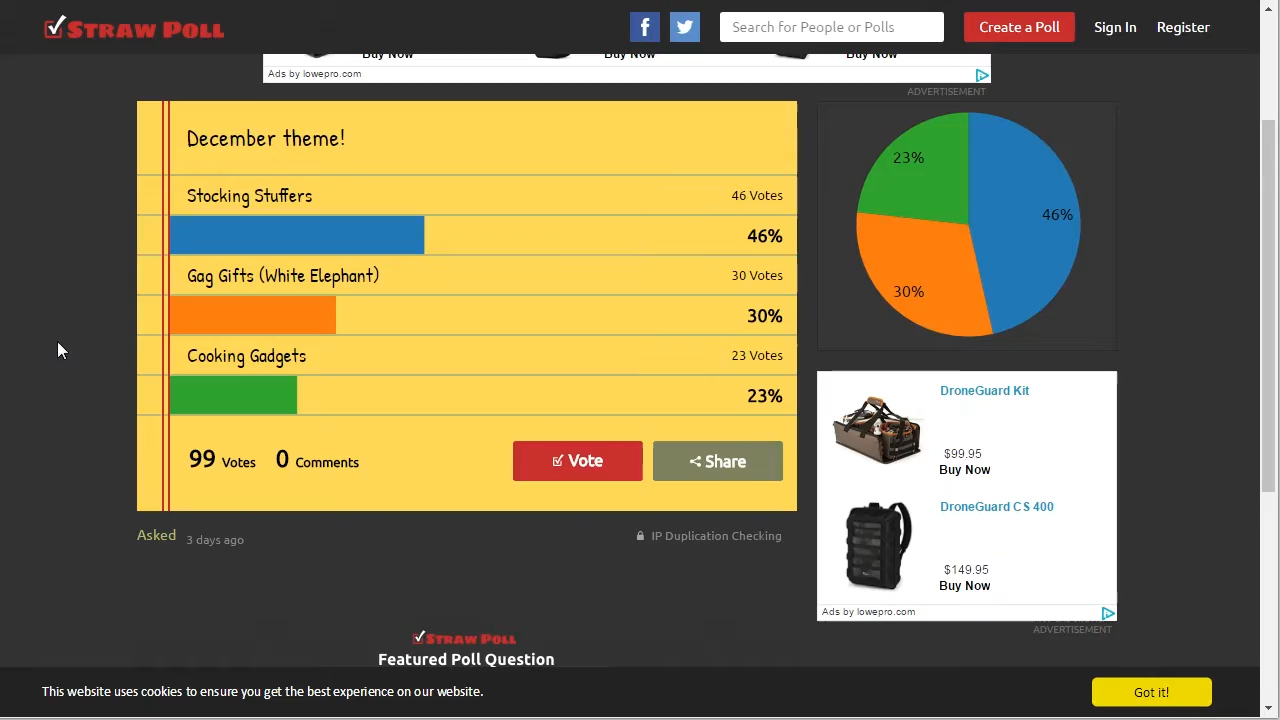 STRAW POLL
Search for People or Polls
Create a Poll
Sign In
Register
Buy Now
Buy Now
Buy Now
Ads by lowepro.com
ADVERTISEMENT
December theme!
Stocking Stuffers
46 Votes
46%
Gag Gifts (White Elephant)
30 Votes
30%
Cooking Gadgets
23 Votes
23%
99 Votes
0 Comments
Vote
Share
Asked 3 days ago
IP Duplication Checking
23%
46%
30%
DroneGuard Kit
$99.95
Buy Now
DroneGuard CS 400
$149.95
Buy Now
Ads by lowepro.com
ADVERTISEMENT
STRAW POLL
Featured Poll Question
This website uses cookies to ensure you get the best experience on our website.
Got it!